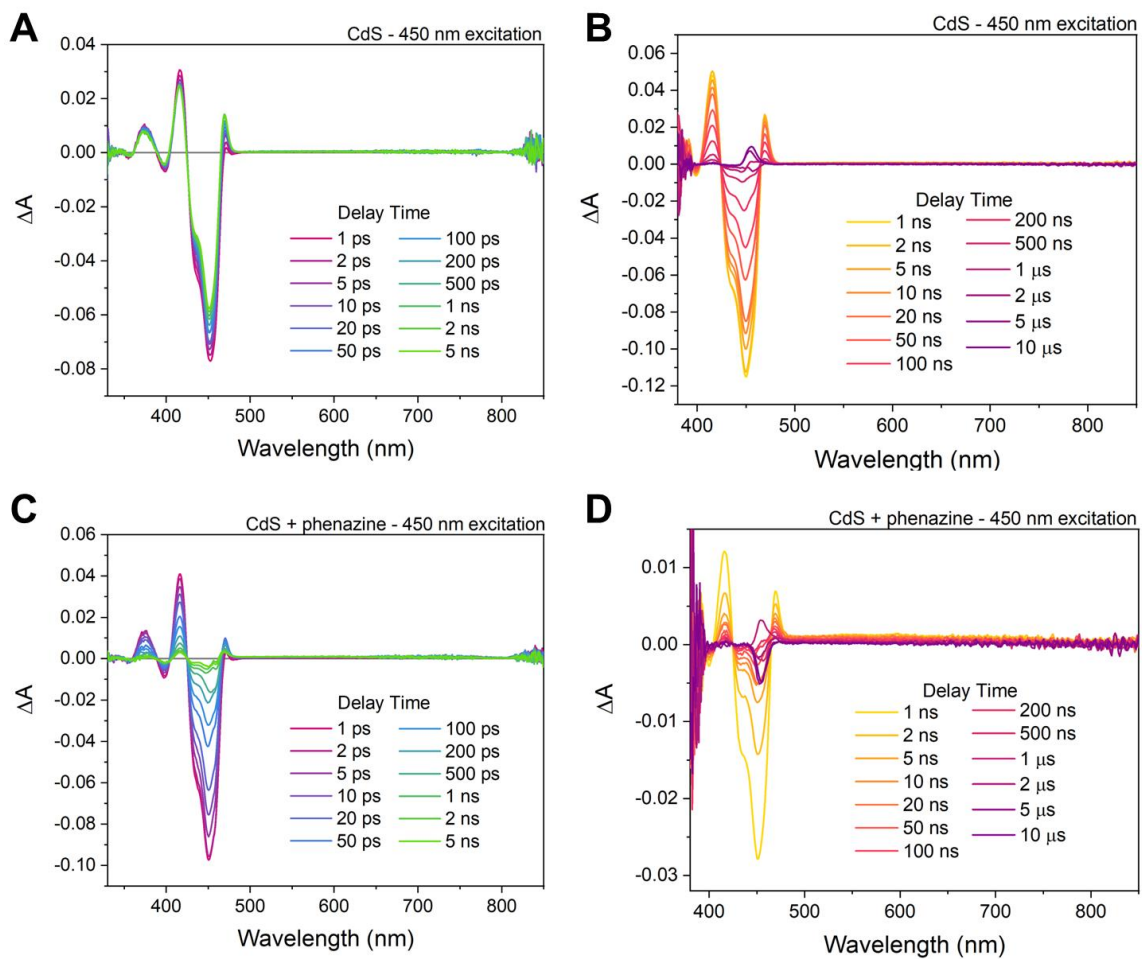 A
CdS - 450 nm excitation
0.04
0.02
0.00
-0.02
-0.04
-0.06
-0.08
ΔA
Delay Time
1 ps 100 ps
2 ps 200 ps
5 ps 500 ps
10 ps 1 ns
20 ps 2 ns
50 ps 5 ns
400 500 600 700 800
Wavelength (nm)
B
CdS - 450 nm excitation
0.06
0.04
0.02
0.00
-0.02
-0.04
-0.06
-0.08
-0.10
-0.12
ΔA
Delay Time
1 ns 200 ns
2 ns 500 ns
5 ns 1 μs
10 ns 2 μs
20 ns 5 μs
50 ns 10 μs
100 ns
400 500 600 700 800
Wavelength (nm)
C
CdS + phenazine - 450 nm excitation
0.06
0.04
0.02
0.00
-0.02
-0.04
-0.06
-0.08
-0.10
ΔA
Delay Time
1 ps 100 ps
2 ps 200 ps
5 ps 500 ps
10 ps 1 ns
20 ps 2 ns
50 ps 5 ns
400 500 600 700 800
Wavelength (nm)
D
CdS + phenazine - 450 nm excitation
0.01
0.00
-0.01
-0.02
-0.03
ΔA
Delay Time
1 ns 200 ns
2 ns 500 ns
5 ns 1 μs
10 ns 2 μs
20 ns 5 μs
50 ns 10 μs
100 ns
400 500 600 700 800
Wavelength (nm)